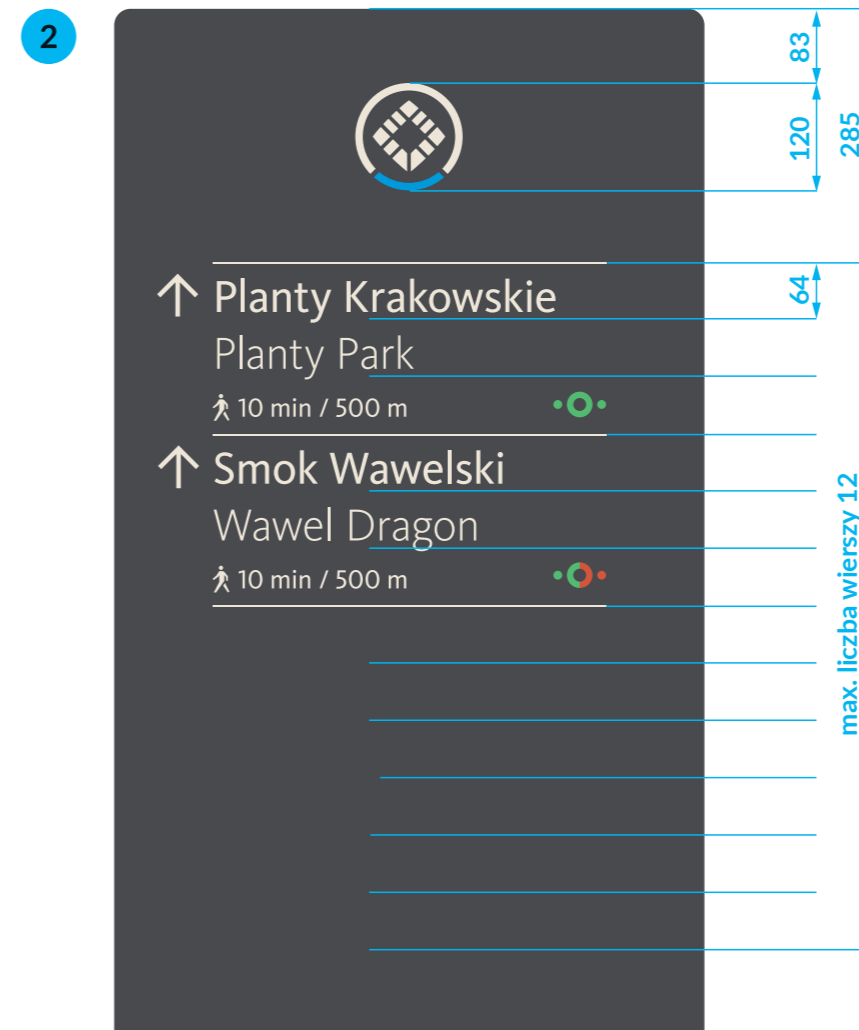 2
83
120
285
64
Planty Krakowskie
Planty Park
10 min / 500 m
Smok Wawelski
Wawel Dragon
10 min / 500 m
max. liczba wierszy 12